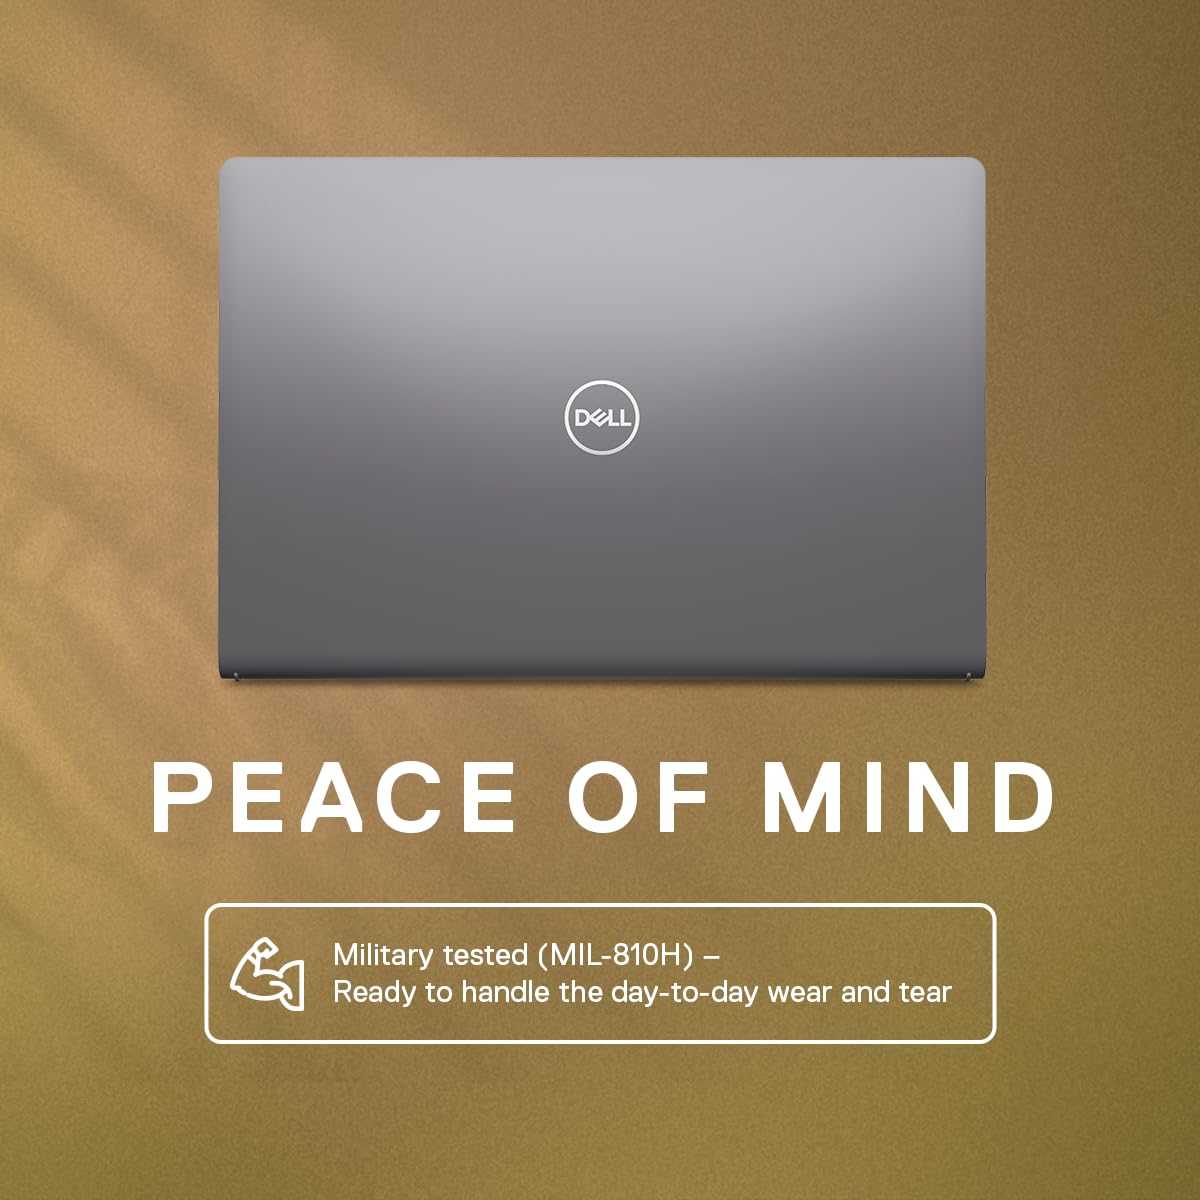 DELL
PEACE OF MIND
Military tested (MIL-810H) –
Ready to handle the day-to-day wear and tear